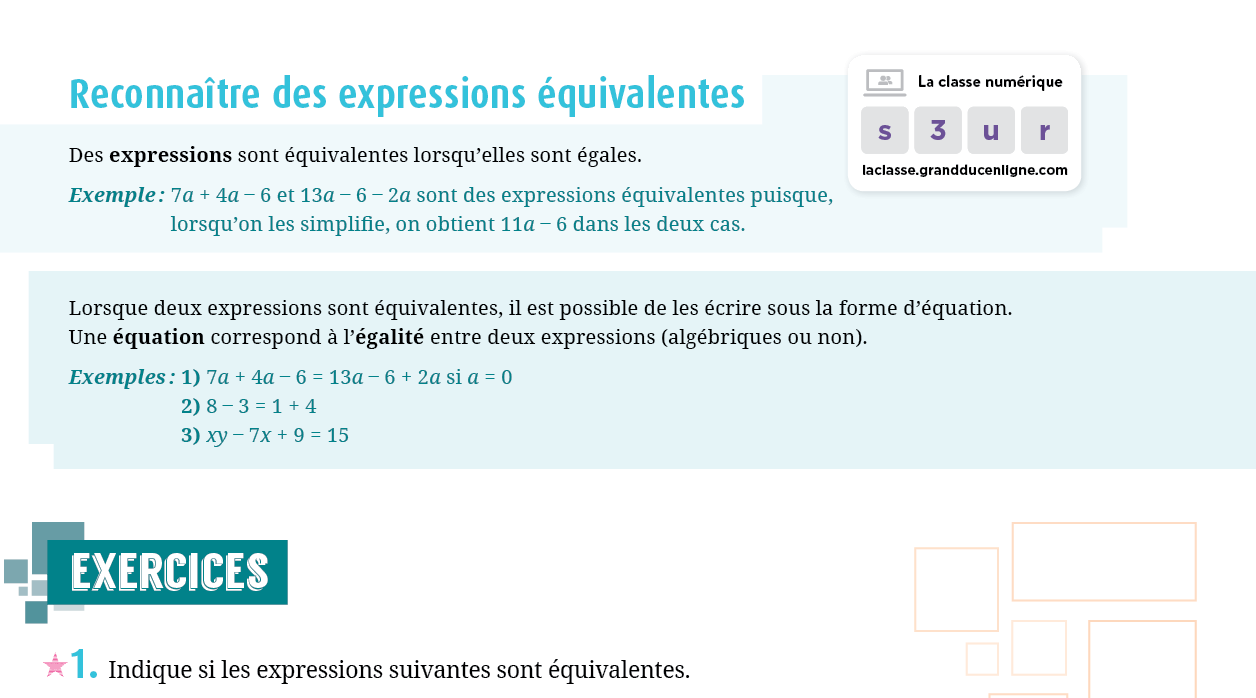 Reconnaître des expressions équivalentes
La classe numérique
s 3 u r
laclasse.grandducenligne.com
Des expressions sont équivalentes lorsqu’elles sont égales.
Exemple : 7a + 4a – 6 et 13a – 6 – 2a sont des expressions équivalentes puisque,
lorsqu’on les simplifie, on obtient 11a – 6 dans les deux cas.
Lorsque deux expressions sont équivalentes, il est possible de les écrire sous la forme d’équation.
Une équation correspond à l’égalité entre deux expressions (algébriques ou non).
Exemples : 1) 7a + 4a – 6 = 13a – 6 + 2a si a = 0
2) 8 – 3 = 1 + 4
3) xy – 7x + 9 = 15
EXERCICES
1. Indique si les expressions suivantes sont équivalentes.